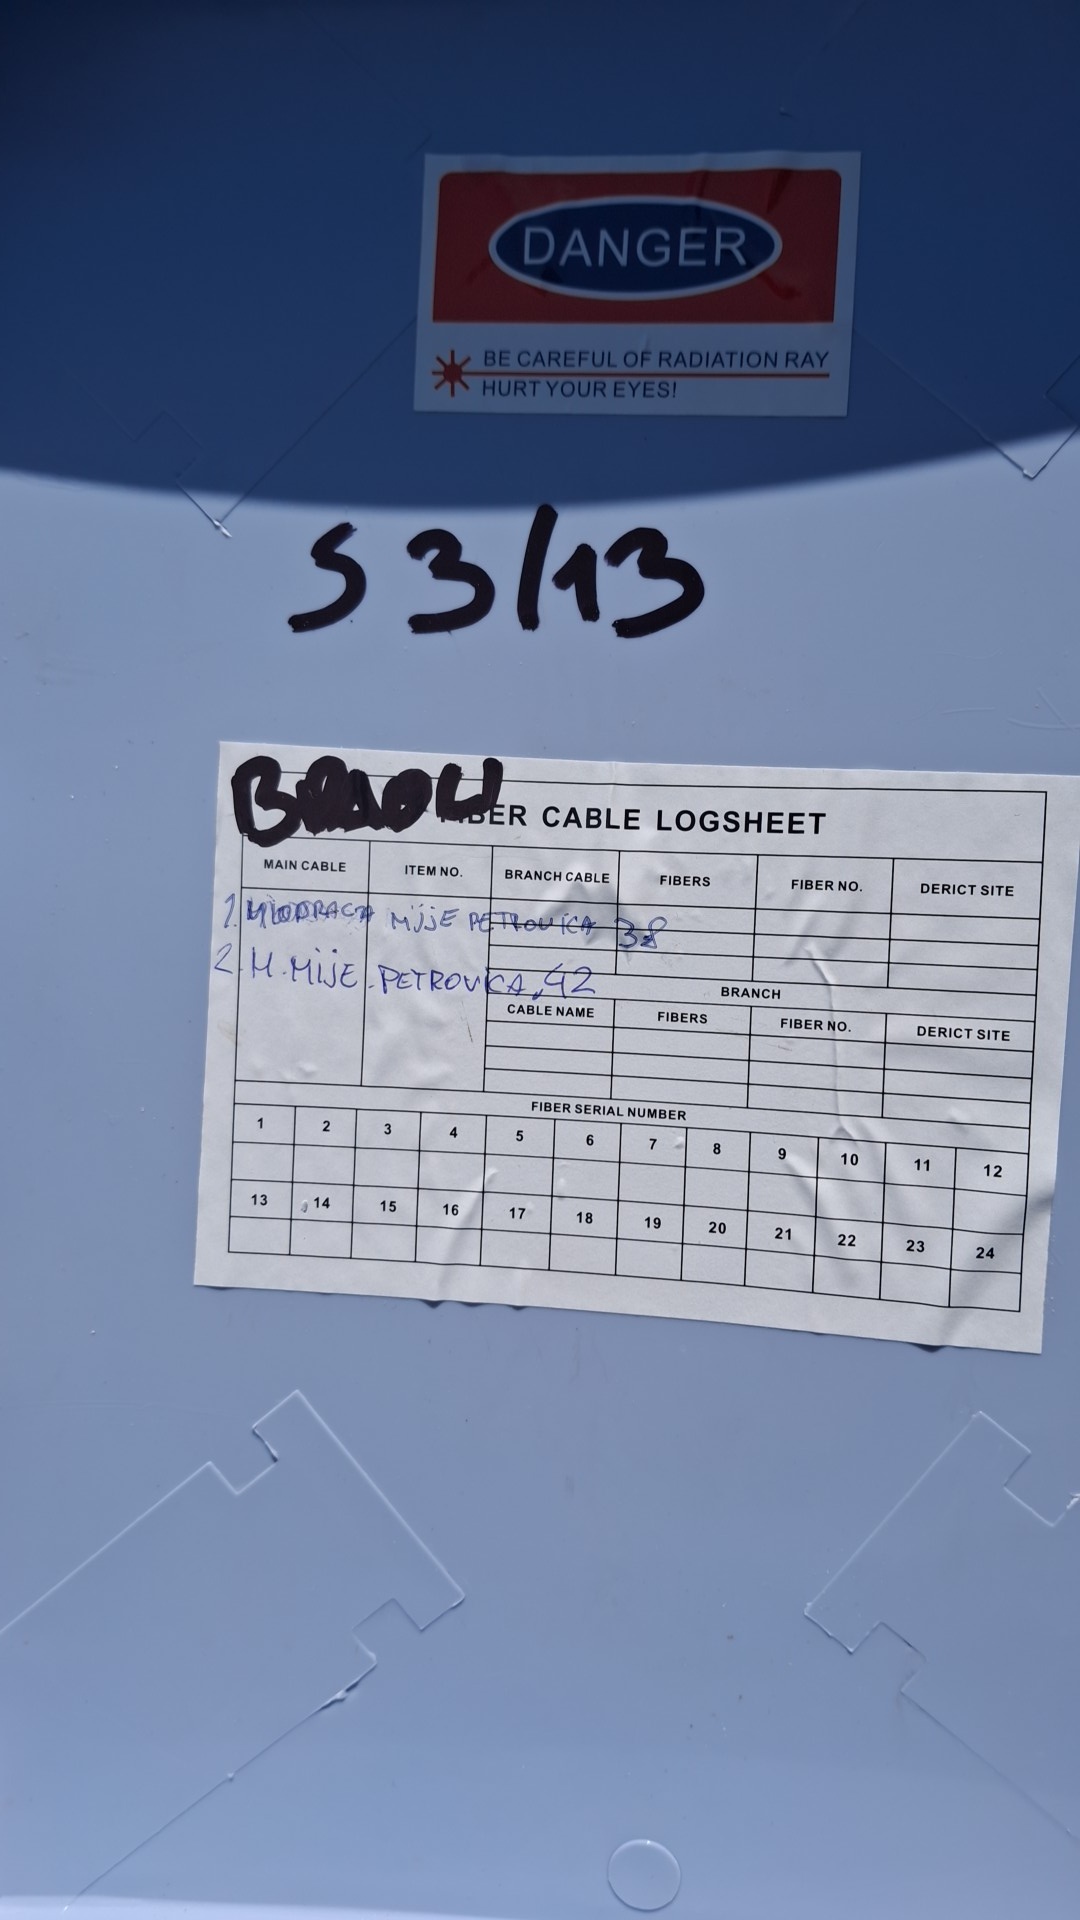 DANGER
BE CAREFUL OF RADIATION RAY
HURT YOUR EYES!
S3/13
FIBER CABLE LOGSHEET
MAIN CABLE ITEM NO. BRANCH CABLE FIBERS FIBER NO. DERICT SITE
1. MIJE PETROVICA 38
2. M. MIJE PETROVICA, 42
BRANCH
CABLE NAME FIBERS FIBER NO. DERICT SITE
FIBER SERIAL NUMBER
1 2 3 4 5 6 7 8 9 10 11 12
13 14 15 16 17 18 19 20 21 22 23 24